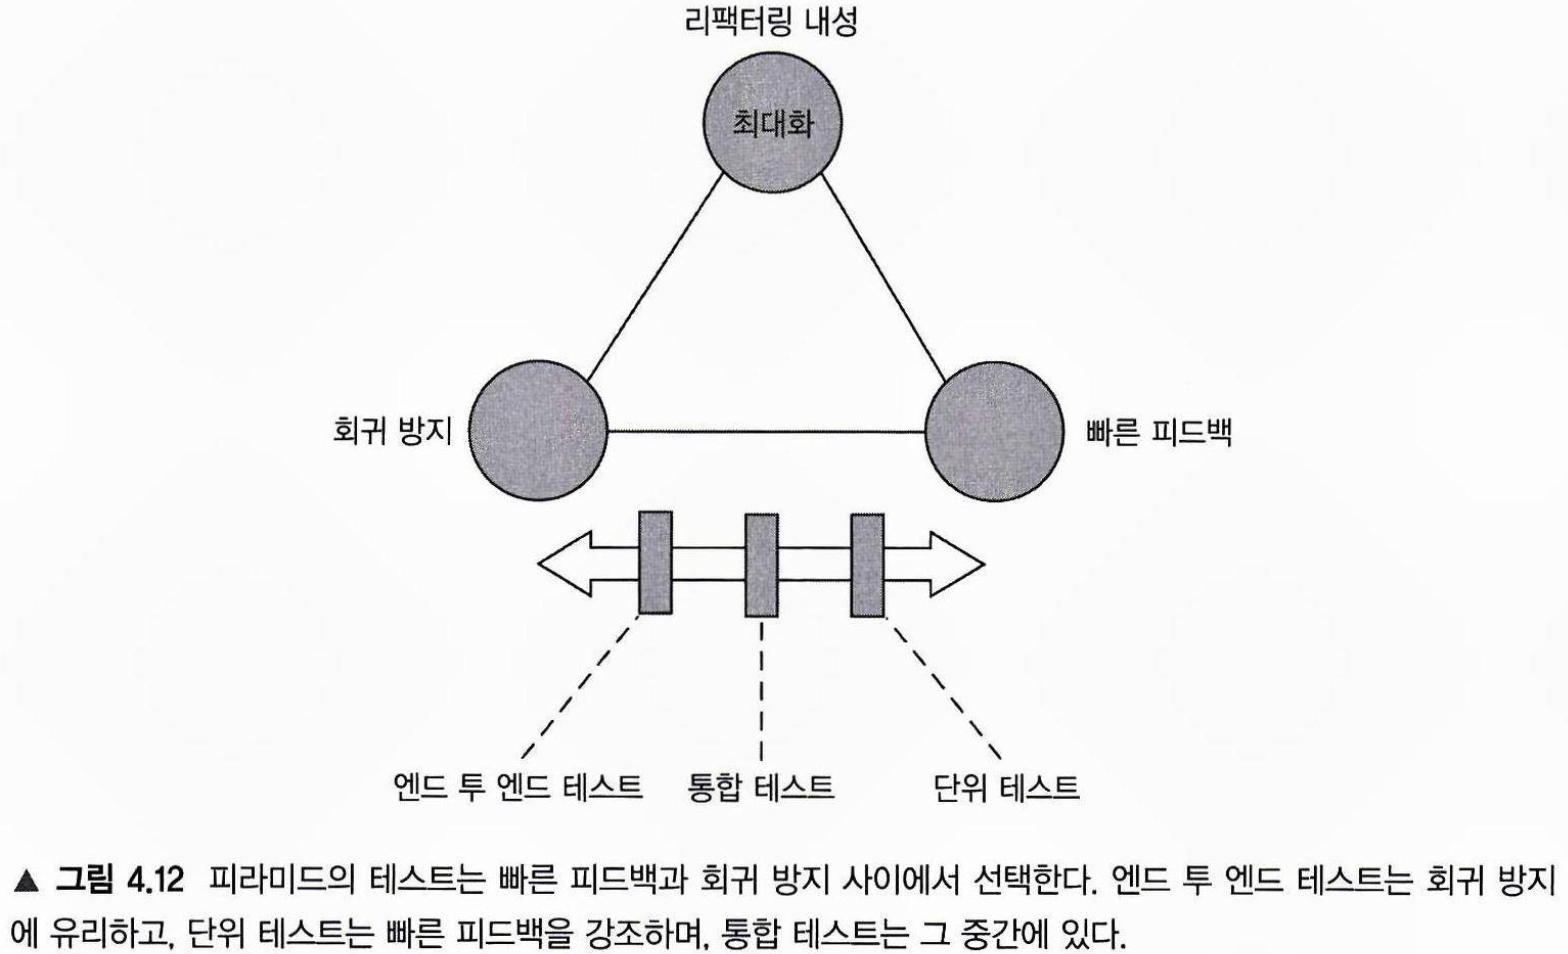 리팩터링 내성
최대화
회귀 방지
빠른 피드백
엔드 투 엔드 테스트
통합 테스트
단위 테스트
▲ 그림 4.12 피라미드의 테스트는 빠른 피드백과 회귀 방지 사이에서 선택한다. 엔드 투 엔드 테스트는 회귀 방지
에 유리하고, 단위 테스트는 빠른 피드백을 강조하며, 통합 테스트는 그 중간에 있다.